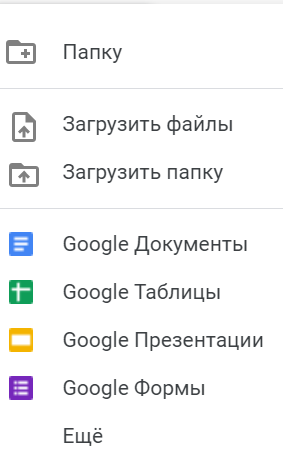 Папку
Загрузить файлы
Загрузить папку
Google Документы
Google Таблицы
Google Презентации
Google Формы
Ещё